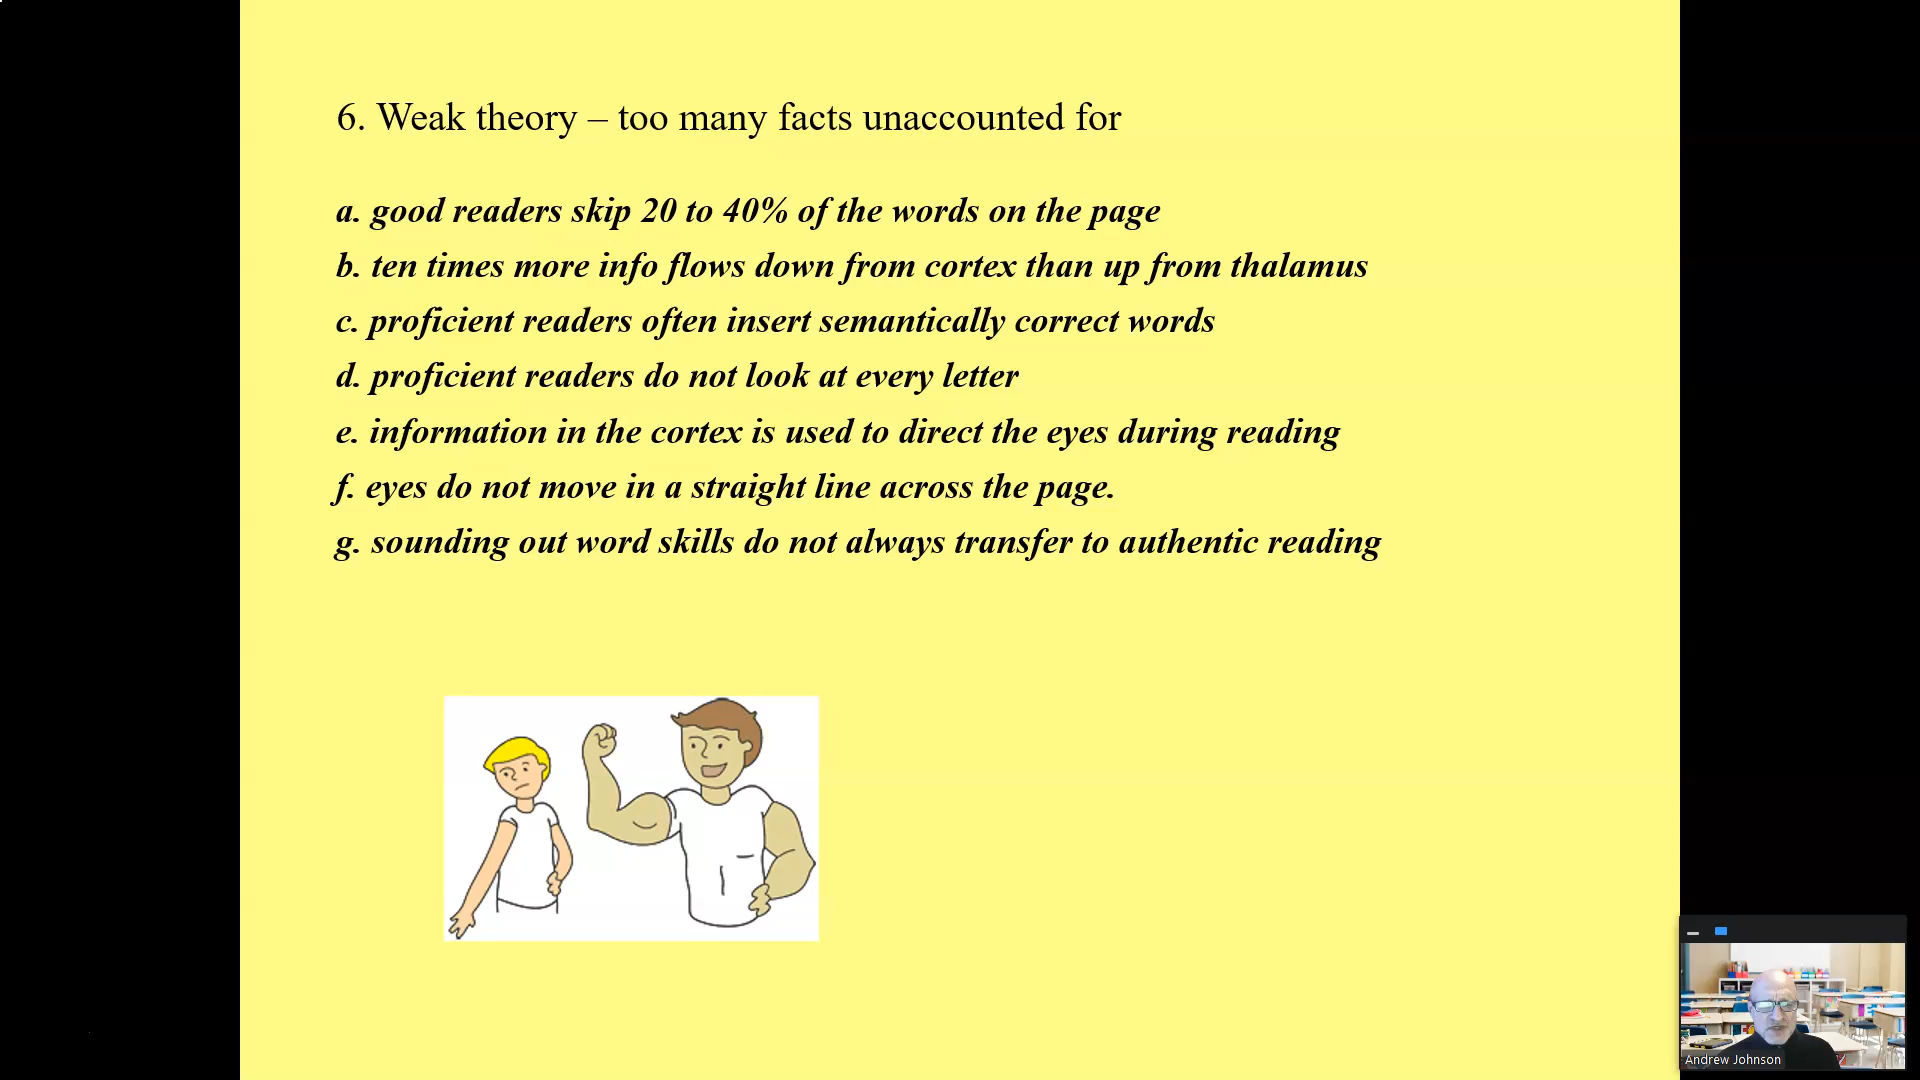 6. Weak theory – too many facts unaccounted for
a. good readers skip 20 to 40% of the words on the page
b. ten times more info flows down from cortex than up from thalamus
c. proficient readers often insert semantically correct words
d. proficient readers do not look at every letter
e. information in the cortex is used to direct the eyes during reading
f. eyes do not move in a straight line across the page.
g. sounding out word skills do not always transfer to authentic reading
Andrew Johnson